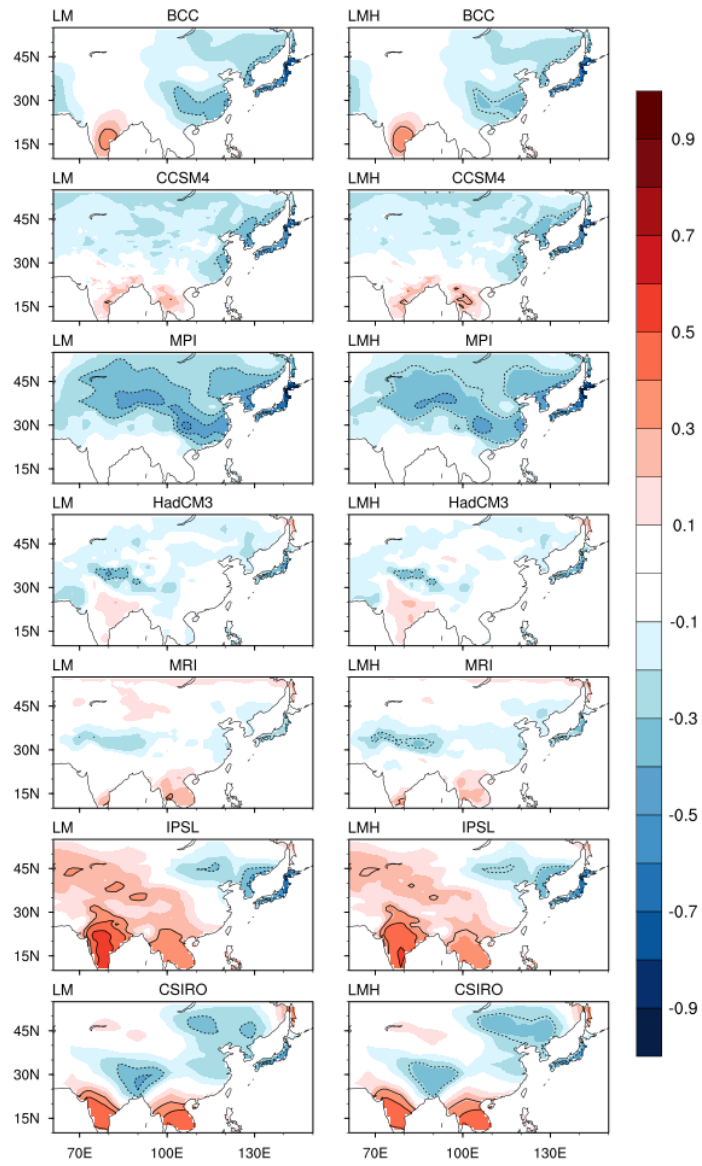 LM BCC LMH BCC
45N
30N
15N
LM CCSM4 LMH CCSM4
45N
30N
15N
LM MPI LMH MPI
45N
30N
15N
LM HadCM3 LMH HadCM3
45N
30N
15N
LM MRI LMH MRI
45N
30N
15N
LM IPSL LMH IPSL
45N
30N
15N
LM CSIRO LMH CSIRO
45N
30N
15N
70E 100E 130E 70E 100E 130E
0.9
0.7
0.5
0.3
0.1
-0.1
-0.3
-0.5
-0.7
-0.9